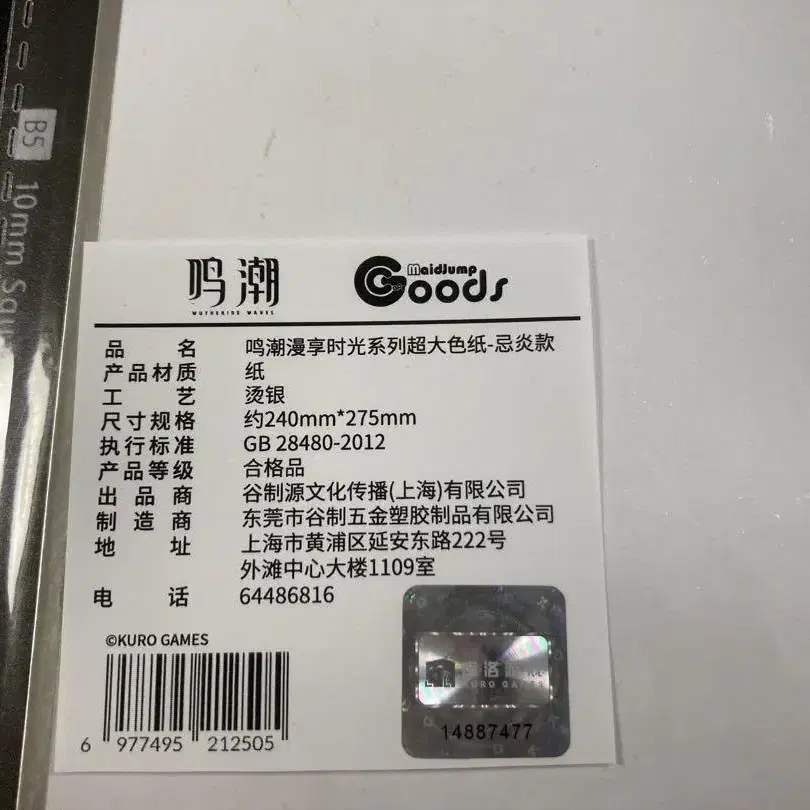 B5
10mm Squ
鸣潮
WUTHERING WAVES
MaidJump
Goods
品名 鸣潮漫享时光系列超大色纸-忌炎款
产品材质 纸
工艺 烫银
尺寸规格 约240mm*275mm
执行标准 GB 28480-2012
产品等级 合格品
出品商 谷制源文化传播(上海)有限公司
制造商 东莞市谷制五金塑胶制品有限公司
地址 上海市黄浦区延安东路222号
外滩中心大楼1109室
电话 64486816
©KURO GAMES
6 977495 212505
KURO GAMES
14887477